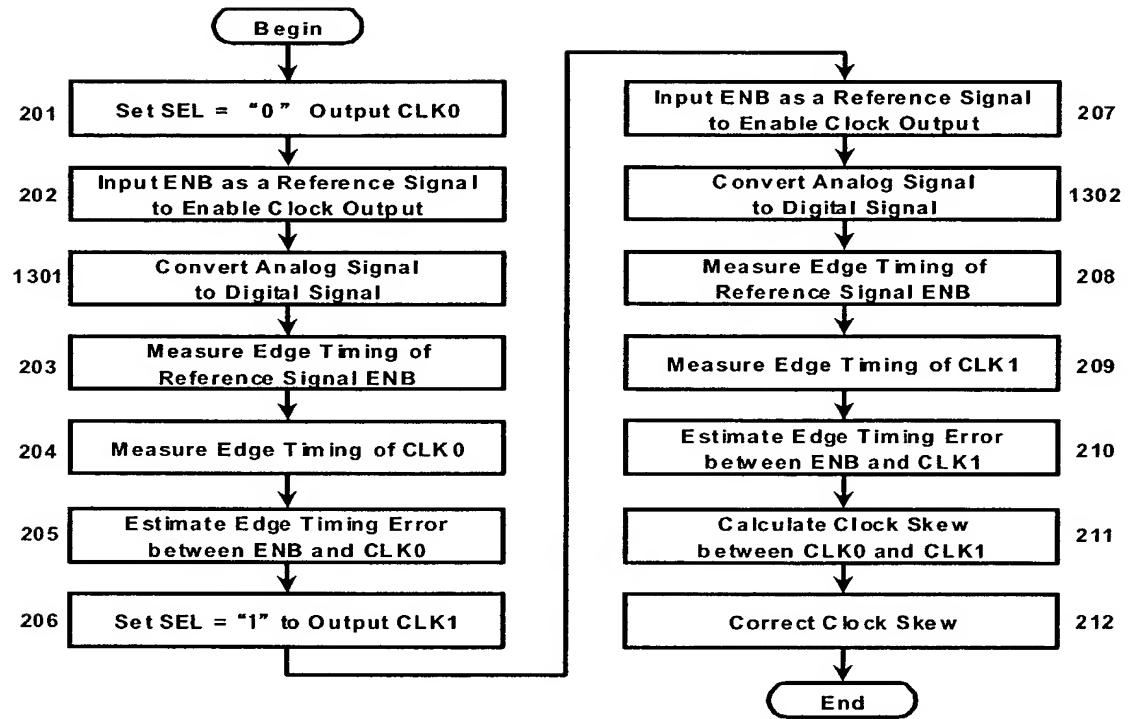 Begin
201
Set SEL = "0" Output CLK0
202
Input ENB as a Reference Signal
to Enable Clock Output
1301
Convert Analog Signal
to Digital Signal
203
Measure Edge Timing of
Reference Signal ENB
204
Measure Edge Timing of CLK0
205
Estimate Edge Timing Error
between ENB and CLK0
206
Set SEL = "1" to Output CLK1
Input ENB as a Reference Signal
to Enable Clock Output
207
Convert Analog Signal
to Digital Signal
1302
Measure Edge Timing of
Reference Signal ENB
208
Measure Edge Timing of CLK1
209
Estimate Edge Timing Error
between ENB and CLK1
210
Calculate Clock Skew
between CLK0 and CLK1
211
Correct Clock Skew
212
End